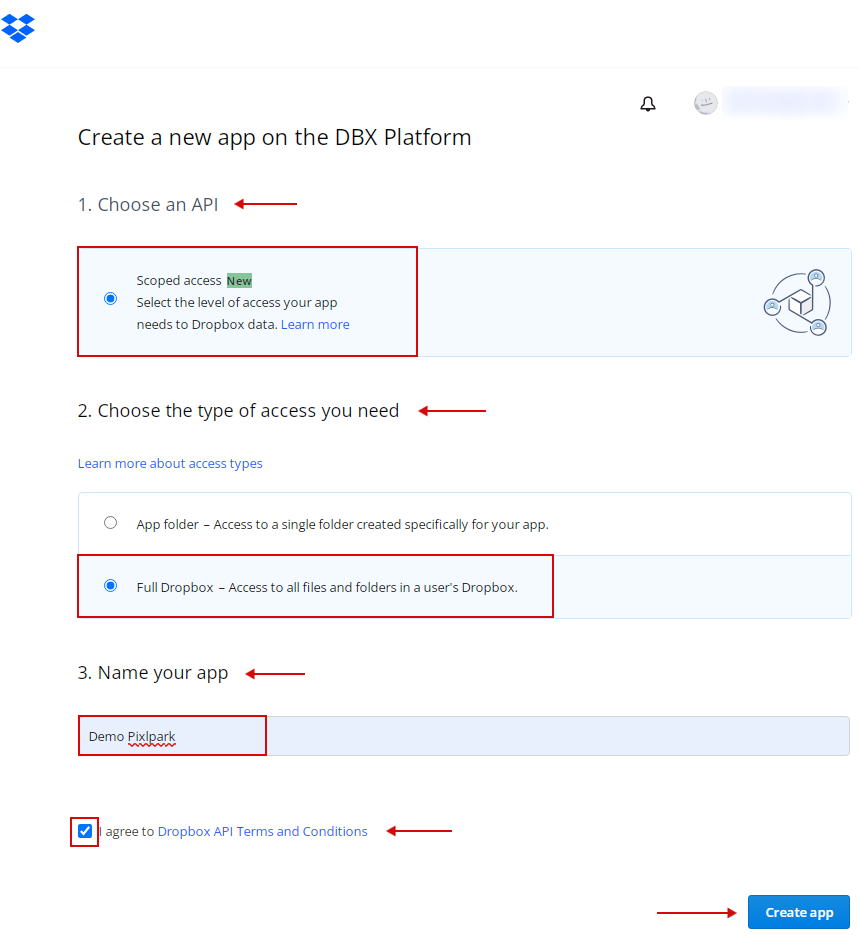 Create a new app on the DBX Platform
1. Choose an API
Scoped access New
Select the level of access your app
needs to Dropbox data. Learn more
2. Choose the type of access you need
Learn more about access types
App folder – Access to a single folder created specifically for your app.
Full Dropbox – Access to all files and folders in a user's Dropbox.
3. Name your app
Demo Pixlpark
I agree to Dropbox API Terms and Conditions
Create app